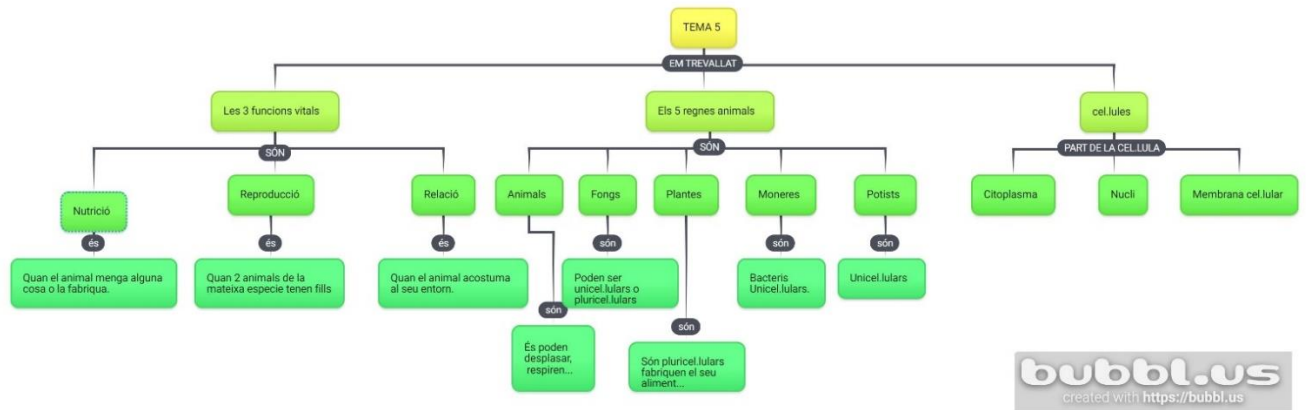 TEMA 5
EM TREVALLAT
Les 3 funcions vitals
Els 5 regnes animals
cel.lules
SÓN
SÓN
PART DE LA CEL.LULA
Nutrició
Reproducció
Relació
Animals
Fongs
Plantes
Moneres
Potists
Citoplasma
Nucli
Membrana cel.lular
és
és
és
són
són
són
Quan el animal menga alguna
cosa o la fabriqua.
Quan 2 animals de la
mateixa especie tenen fills
Quan el animal acostuma
al seu entorn.
Poden ser
unicel.lulars o
pluricel.lulars
Bacteris
Unicel.lulars.
Unicel.lulars
són
són
És poden
desplasar,
respiren...
Són pluricel.lulars
fabriquen el seu
aliment...
bubbl.us
created with https://bubbl.us